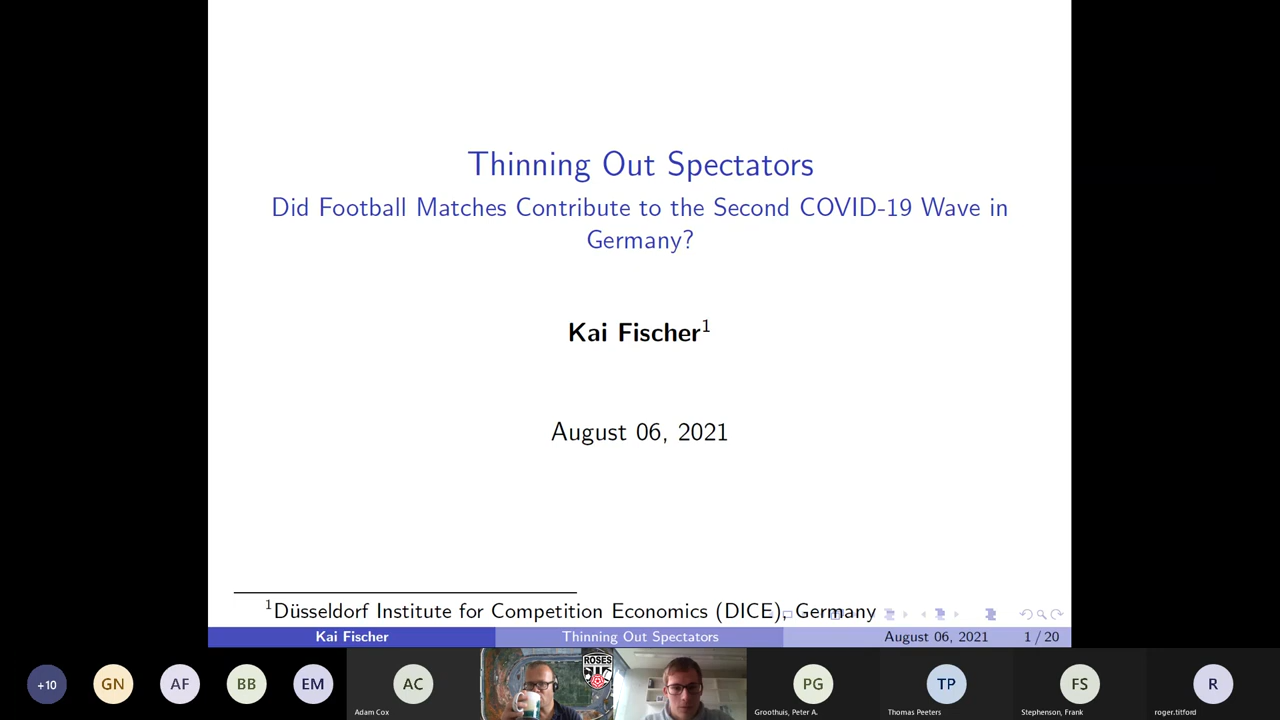 Thinning Out Spectators
Did Football Matches Contribute to the Second COVID-19 Wave in
Germany?
Kai Fischer¹
August 06, 2021
¹Düsseldorf Institute for Competition Economics (DICE), Germany
Kai Fischer
Thinning Out Spectators
August 06, 2021
1 / 20
+10
GN
AF
BB
EM
AC
Adam Cox
ROSES
PG
Groothuis, Peter A.
TP
Thomas Peeters
FS
Stephenson, Frank
R
roger.titford